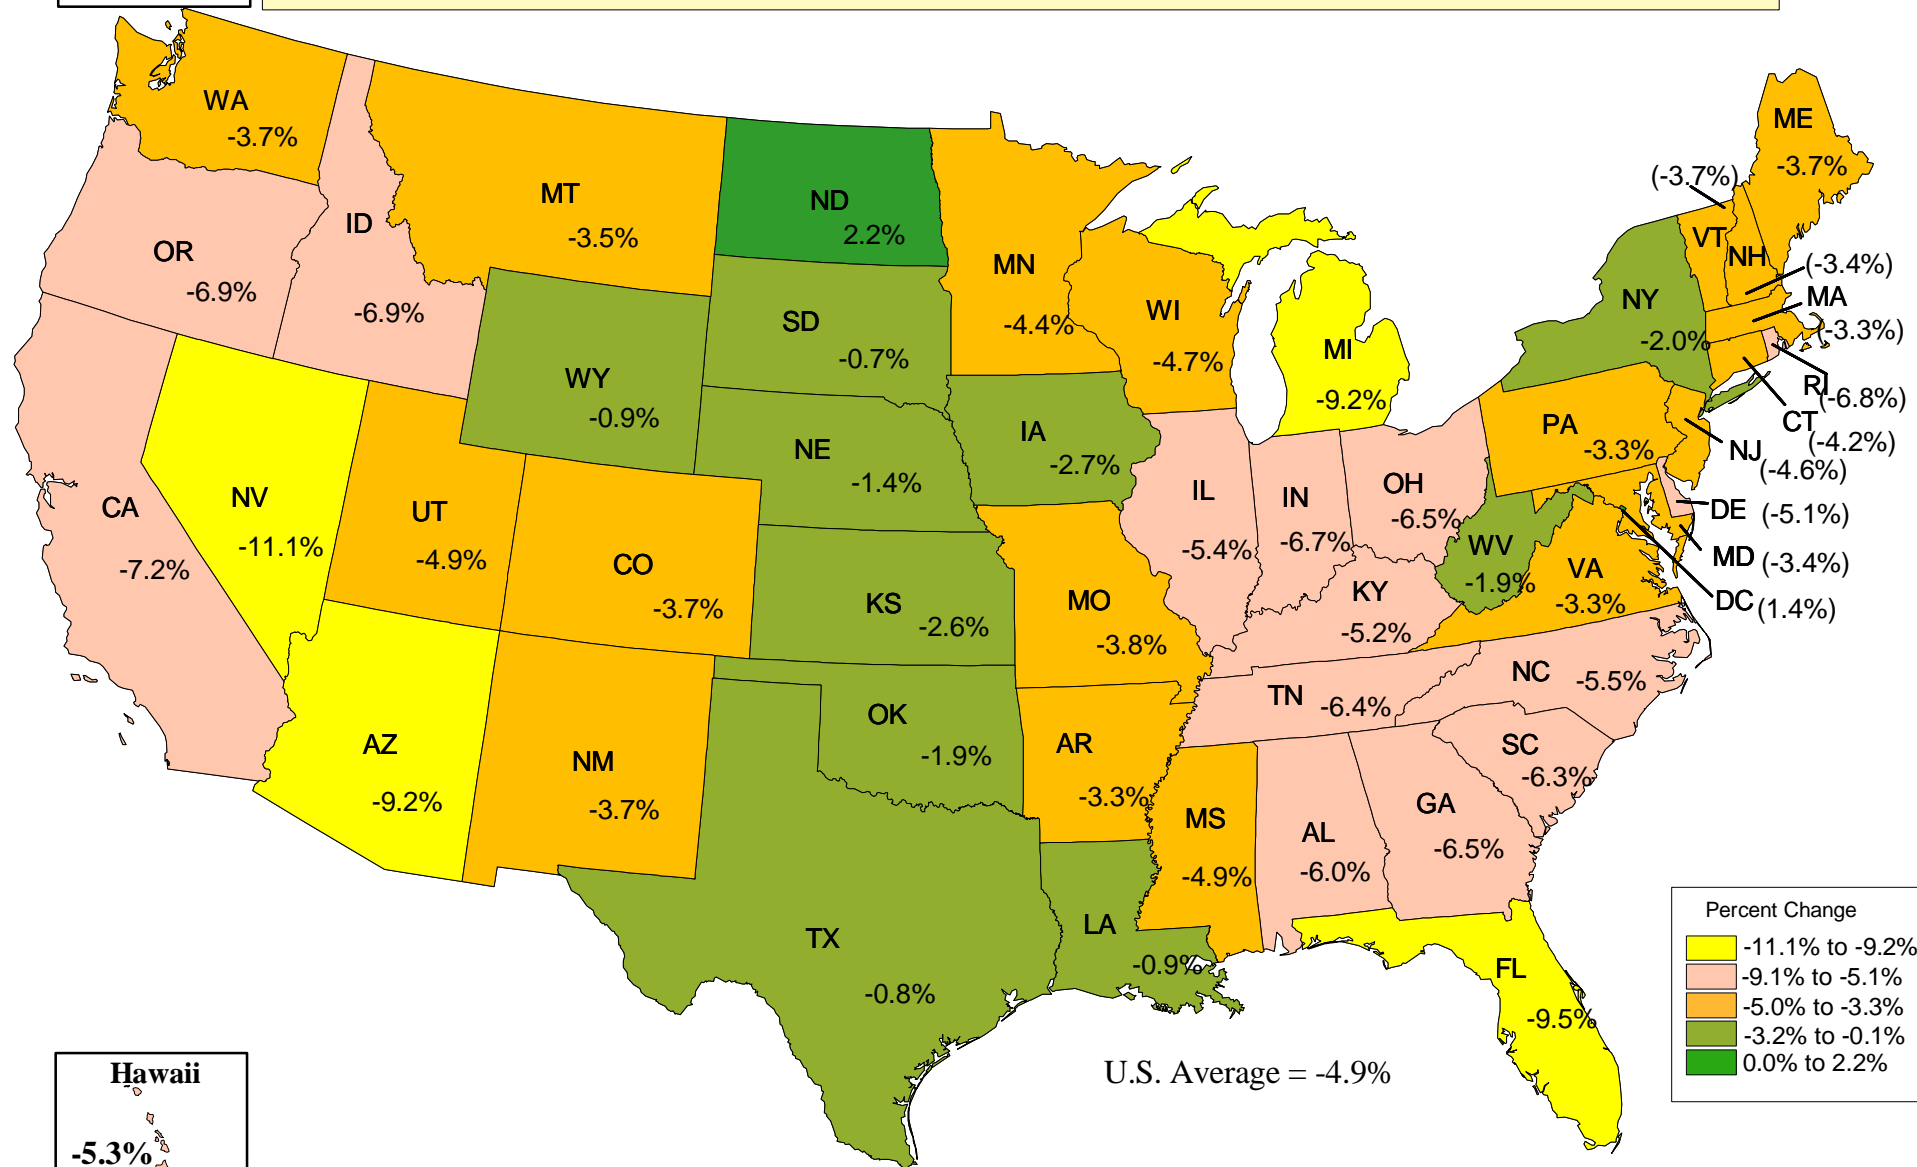 WA
-3.7%
OR
-6.9%
ID
-6.9%
MT
-3.5%
ND
2.2%
MN
-4.4%
WI
-4.7%
MI
-9.2%
ME
-3.7%
(-3.7%)
VT
NH
(-3.4%)
MA
(-3.3%)
NY
-2.0%
RI
(-6.8%)
CT
(-4.2%)
NJ
(-4.6%)
PA
-3.3%
DE (-5.1%)
MD (-3.4%)
DC (1.4%)
SD
-0.7%
WY
-0.9%
NE
-1.4%
IA
-2.7%
IL
-5.4%
IN
-6.7%
OH
-6.5%
WV
-1.9%
VA
-3.3%
CA
-7.2%
NV
-11.1%
UT
-4.9%
CO
-3.7%
KS
-2.6%
MO
-3.8%
KY
-5.2%
NC -5.5%
TN -6.4%
SC
-6.3%
AZ
-9.2%
NM
-3.7%
OK
-1.9%
AR
-3.3%
MS
-4.9%
AL
-6.0%
GA
-6.5%
TX
-0.8%
LA
-0.9%
FL
-9.5%
U.S. Average = -4.9%
Hawaii
-5.3%
Percent Change
-11.1% to -9.2%
-9.1% to -5.1%
-5.0% to -3.3%
-3.2% to -0.1%
0.0% to 2.2%